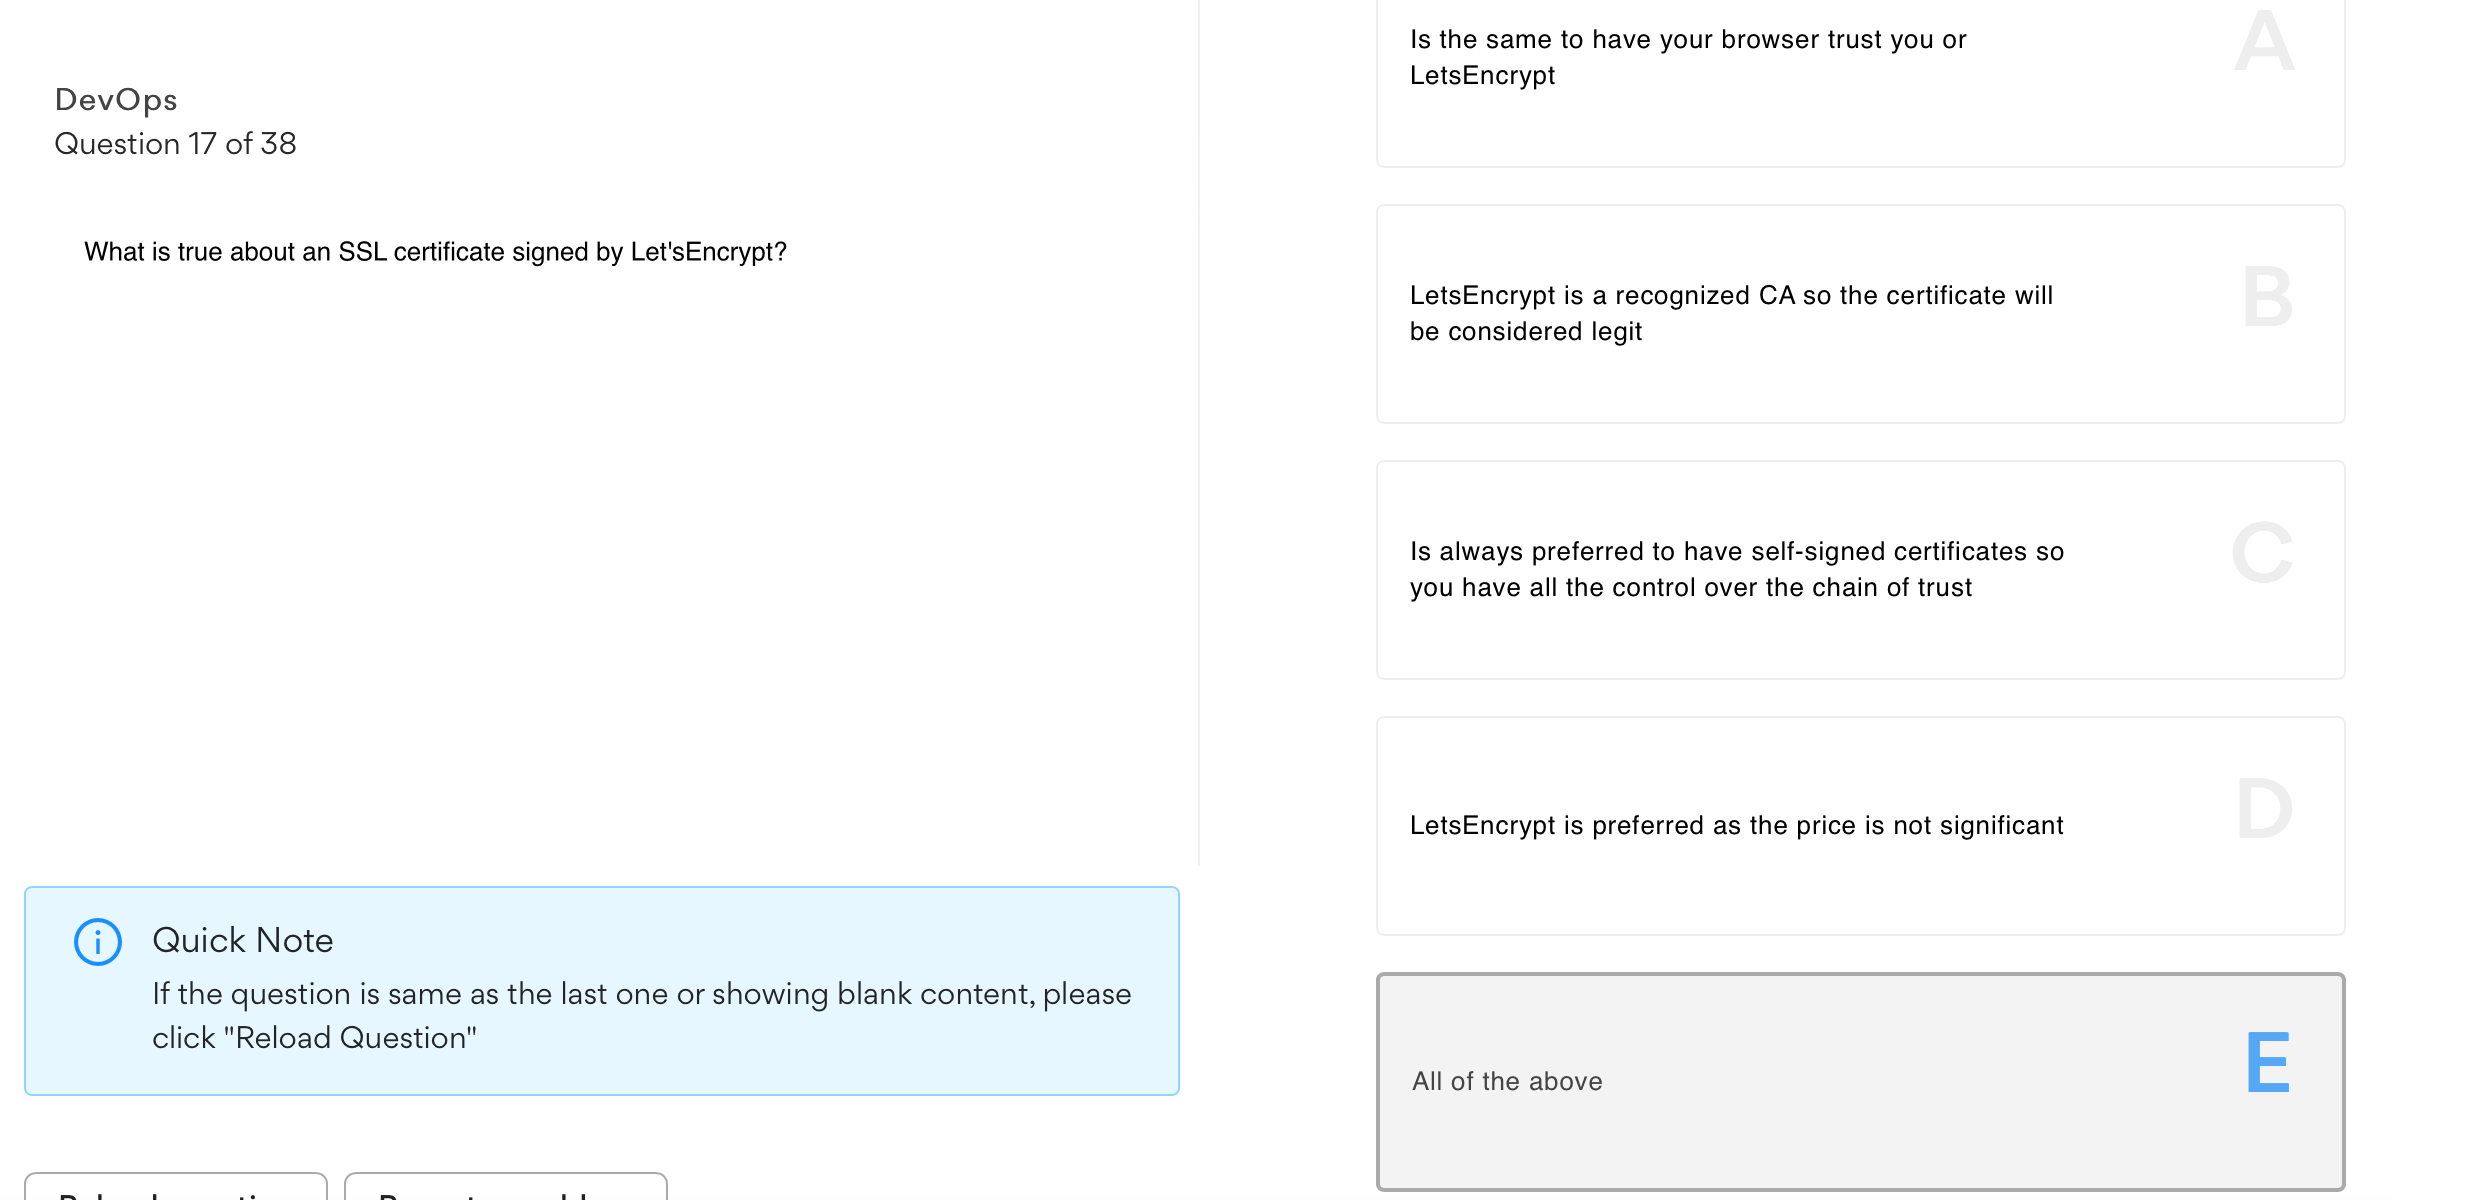 DevOps
Question 17 of 38
What is true about an SSL certificate signed by Let'sEncrypt?
Quick Note
If the question is same as the last one or showing blank content, please
click "Reload Question"
Is the same to have your browser trust you or
LetsEncrypt
A
LetsEncrypt is a recognized CA so the certificate will
be considered legit
B
Is always preferred to have self-signed certificates so
you have all the control over the chain of trust
C
LetsEncrypt is preferred as the price is not significant
D
All of the above
E